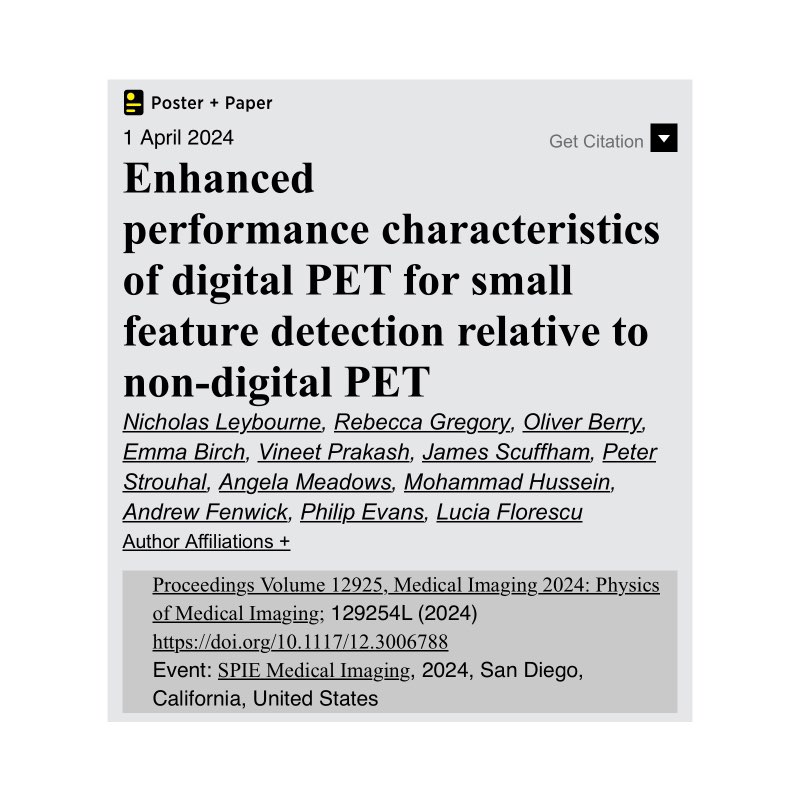 Poster + Paper
1 April 2024
Get Citation
Enhanced
performance characteristics
of digital PET for small
feature detection relative to
non-digital PET
Nicholas Leybourne, Rebecca Gregory, Oliver Berry,
Emma Birch, Vineet Prakash, James Scuffham, Peter
Strouhal, Angela Meadows, Mohammad Hussein,
Andrew Fenwick, Philip Evans, Lucia Florescu
Author Affiliations +
Proceedings Volume 12925, Medical Imaging 2024: Physics
of Medical Imaging; 129254L (2024)
https://doi.org/10.1117/12.3006788
Event: SPIE Medical Imaging, 2024, San Diego,
California, United States